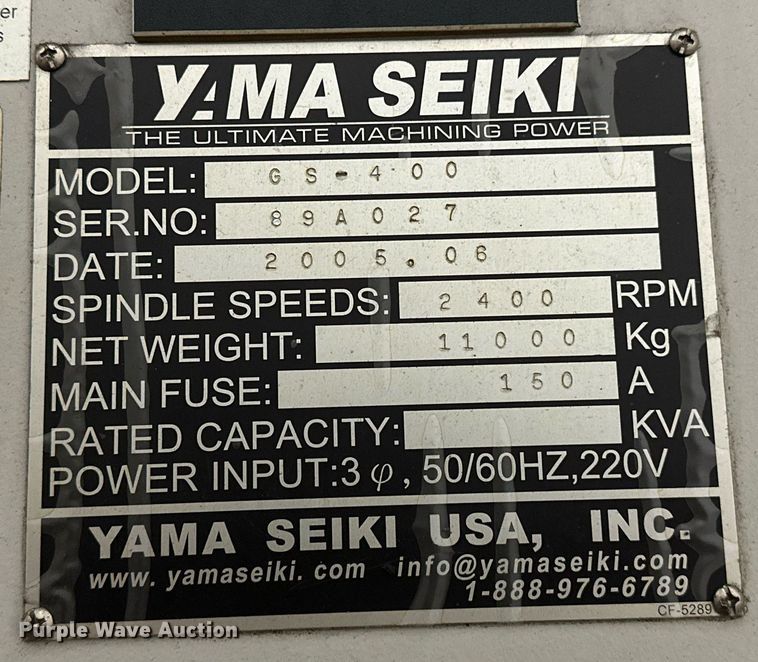 er
s
YAMA SEIKI
THE ULTIMATE MACHINING POWER
MODEL: GS-400
SER.NO: 89A027
DATE: 2005.06
SPINDLE SPEEDS: 2400 RPM
NET WEIGHT: 11000 Kg
MAIN FUSE: 150 A
RATED CAPACITY: KVA
POWER INPUT:3φ, 50/60HZ,220V
YAMA SEIKI USA, INC.
www.yamaseiki.com info@yamaseiki.com
1-888-976-6789
CF-5289
Purple Wave Auction